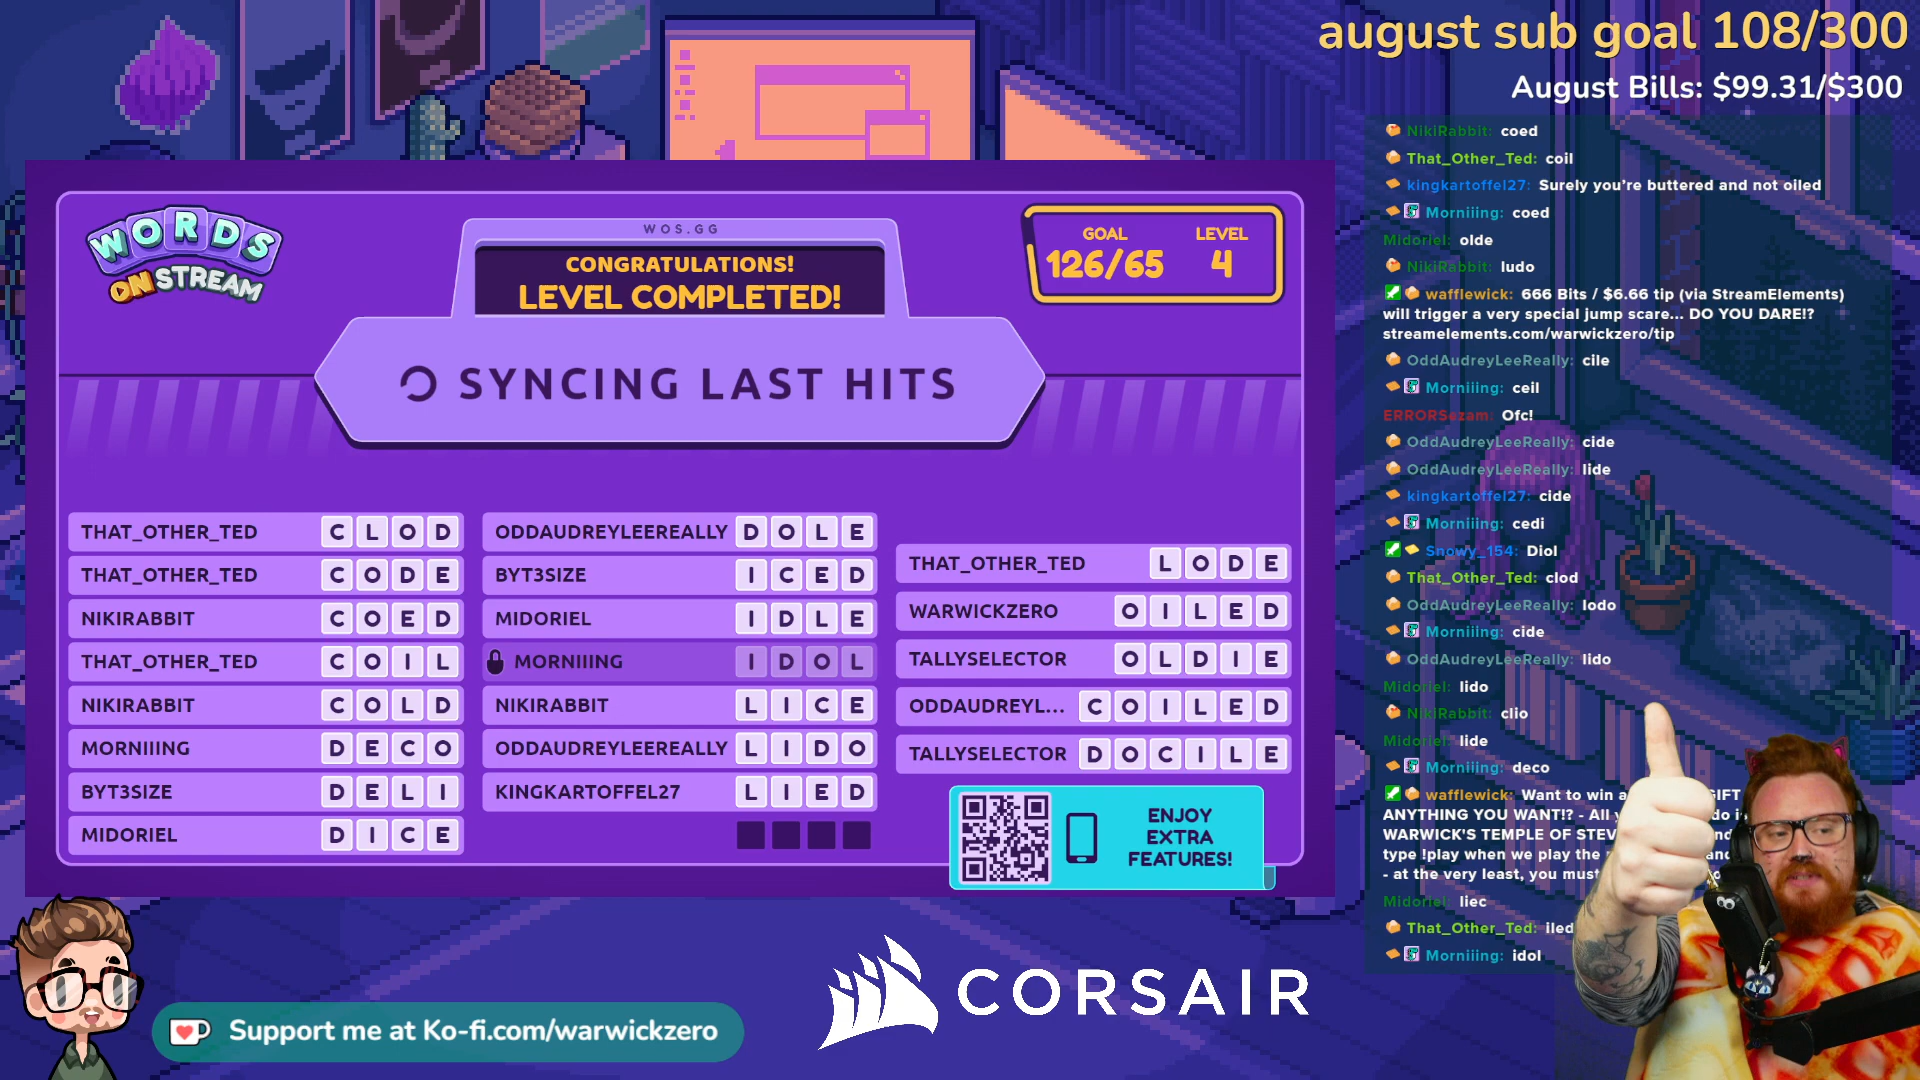 august sub goal 108/300
August Bills: $99.31/$300
WORDS
ON STREAM
WOS.GG
CONGRATULATIONS!
LEVEL COMPLETED!
GOAL
126/65
LEVEL
4
SYNCING LAST HITS
THAT_OTHER_TED CLOD
THAT_OTHER_TED CODE
NIKIRABBIT COED
THAT_OTHER_TED COIL
NIKIRABBIT COLD
MORNIIING DECO
BYT3SIZE DELI
MIDORIEL DICE
ODDAUDREYLEEREALLY DOLE
BYT3SIZE ICED
MIDORIEL IDLE
MORNIIING IDOL
NIKIRABBIT LICE
ODDAUDREYLEEREALLY LIDO
KINGKARTOFFEL27 LIED
THAT_OTHER_TED LODE
WARWICKZERO OILED
TALLYSELECTOR OLDIE
ODDAUDREYL... COILED
TALLYSELECTOR DOCILE
ENJOY
EXTRA
FEATURES!
NikiRabbit: coed
That_Other_Ted: coil
kingkartoffel27: Surely you're buttered and not oiled
Morniiing: coed
Midoriel: olde
NikiRabbit: ludo
wafflewick: 666 Bits / $6.66 tip (via StreamElements)
will trigger a very special jump scare... DO YOU DARE!?
streamelements.com/warwickzero/tip
OddAudreyLeeReally: cile
Morniiing: ceil
ERRORSezam: Ofc!
OddAudreyLeeReally: cide
OddAudreyLeeReally: lide
kingkartoffel27: cide
Morniiing: cedi
Snowy_154: Diol
That_Other_Ted: clod
OddAudreyLeeReally: lodo
Morniiing: cide
OddAudreyLeeReally: lido
Midoriel: lido
NikiRabbit: clio
Midoriel: lide
Morniiing: deco
wafflewick: Want to win a GIFT
ANYTHING YOU WANT!? - All do i
WARWICK'S TEMPLE OF STEV
type !play when we play the and
- at the very least, you must
Midoriel: liec
That_Other_Ted: iled
Morniiing: idol
Support me at Ko-fi.com/warwickzero
CORSAIR